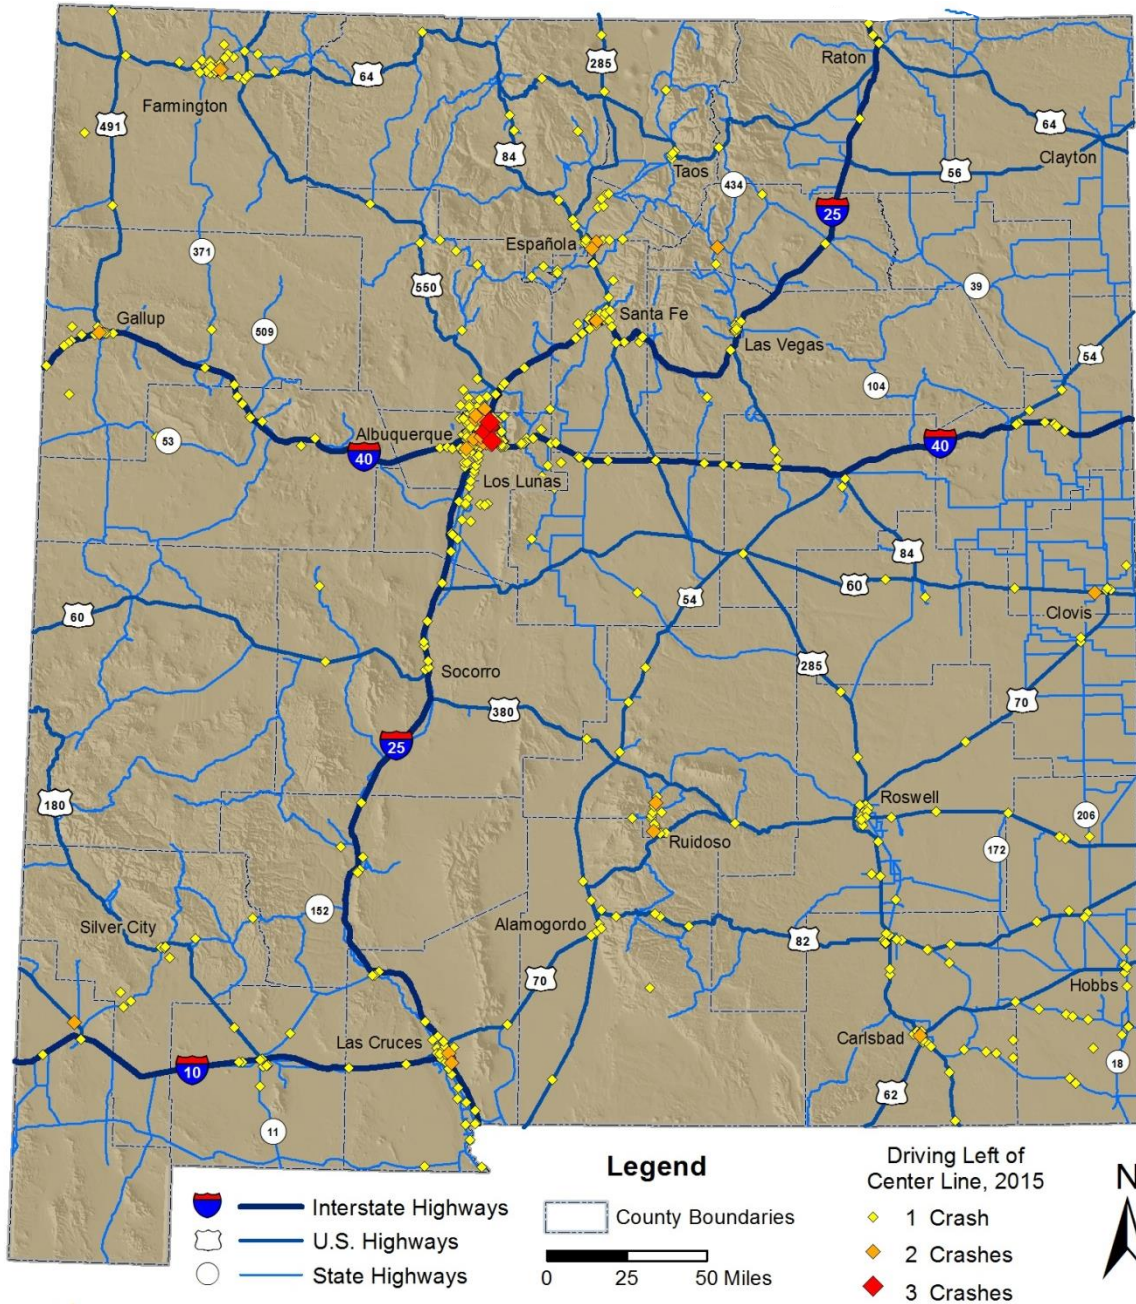 Raton
285
64
Farmington
491
64
84
Clayton
Taos
56
434
25
Española
371
550
39
Gallup
Santa Fe
509
Las Vegas
54
104
Albuquerque
53
40
40
Los Lunas
84
60
54
60
Clovis
285
Socorro
70
380
25
180
Roswell
206
Ruidoso
172
152
Silver City
Alamogordo
82
70
Hobbs
Las Cruces
Carlsbad
10
18
62
11
Legend
Interstate Highways
U.S. Highways
State Highways
County Boundaries
0 25 50 Miles
Driving Left of
Center Line, 2015
1 Crash
2 Crashes
3 Crashes
N